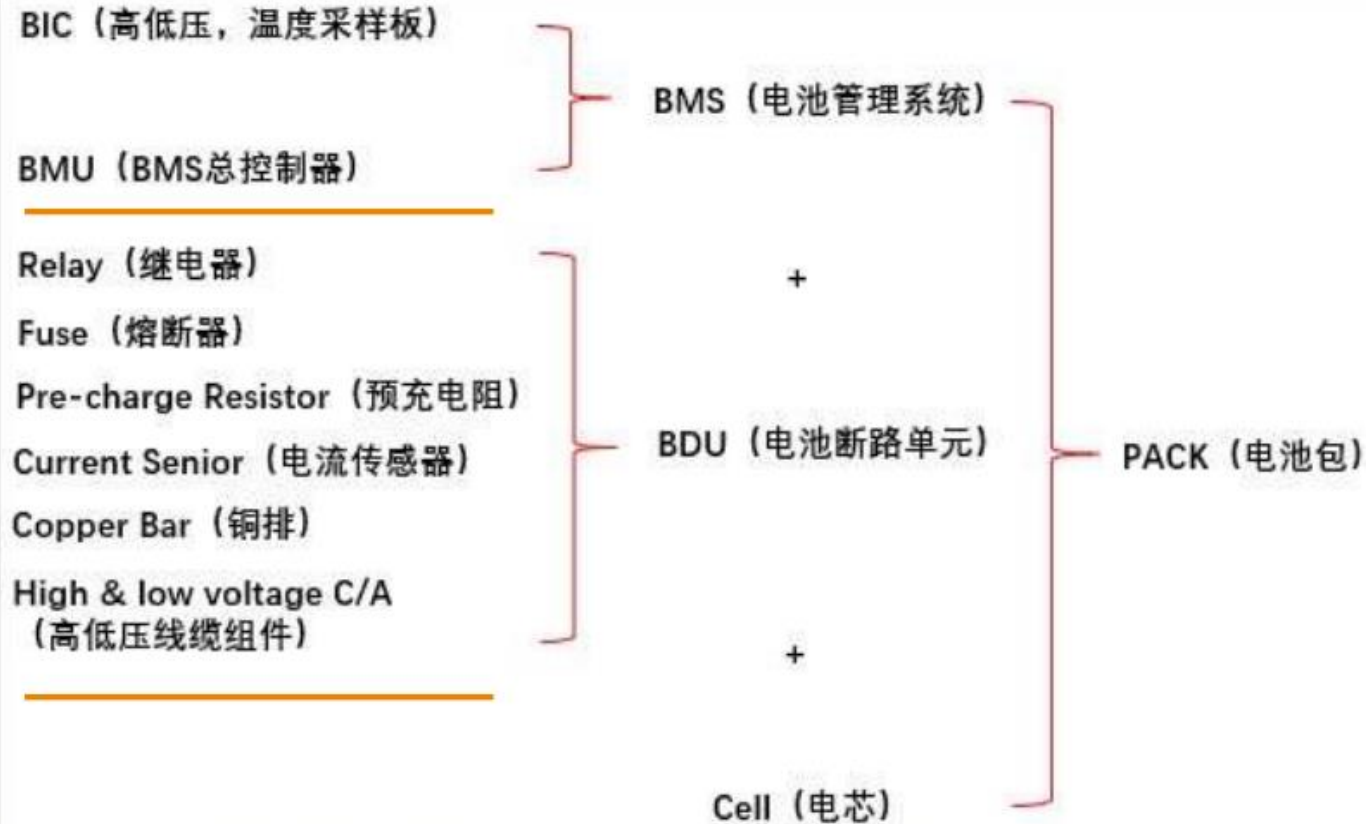 BIC（高低压，温度采样板）
BMS（电池管理系统）
BMU（BMS总控制器）
Relay（继电器）
+
Fuse（熔断器）
Pre-charge Resistor（预充电阻）
BDU（电池断路单元）
PACK（电池包）
Current Senior（电流传感器）
Copper Bar（铜排）
High & low voltage C/A
（高低压线缆组件）
+
Cell（电芯）